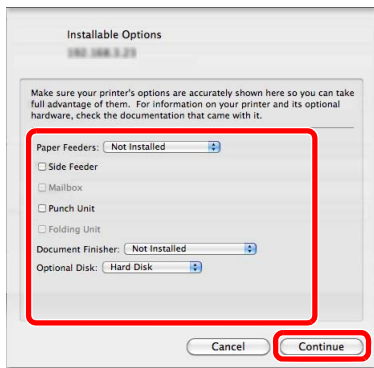 Installable Options
Make sure your printer's options are accurately shown here so you can take
full advantage of them. For information on your printer and its optional
hardware, check the documentation that came with it.
Paper Feeders: Not Installed
Side Feeder
Mailbox
Punch Unit
Folding Unit
Document Finisher: Not Installed
Optional Disk: Hard Disk
Cancel Continue